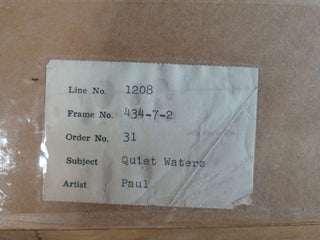 Line No. 1208
Frame No. 434-7-2
Order No. 31
Subject Quiet Waters
Artist Paul